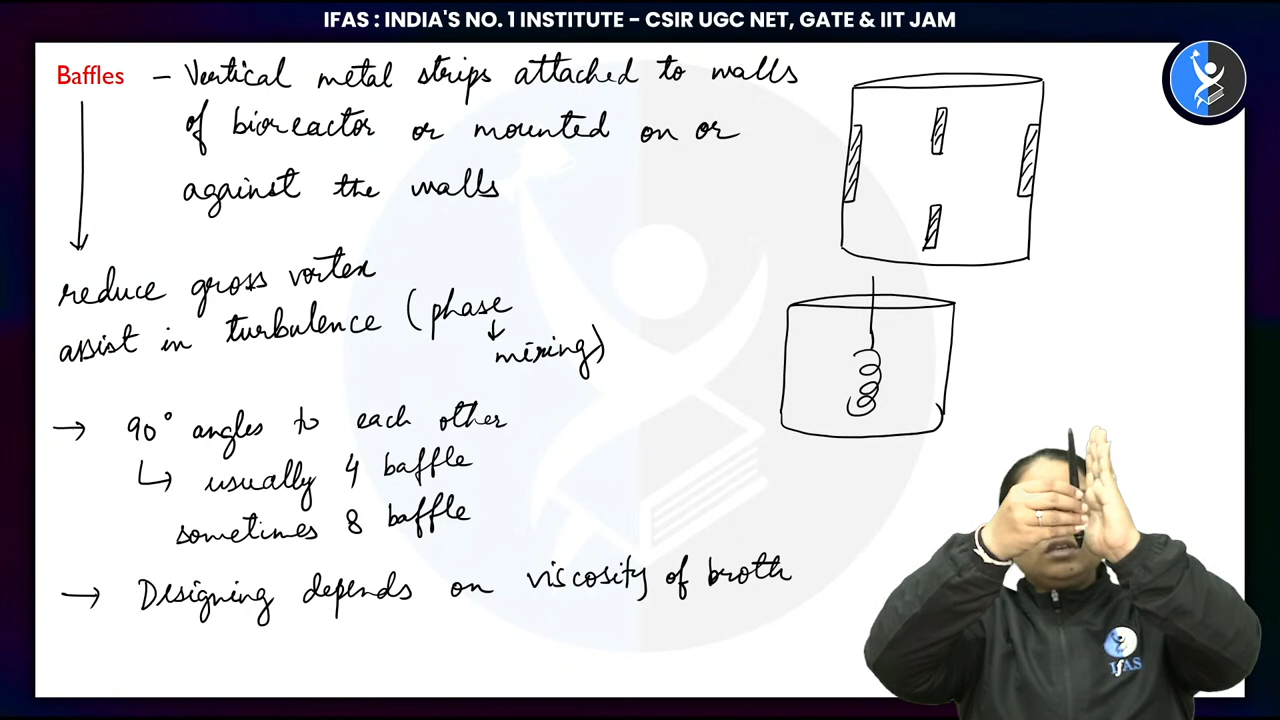 IFAS : INDIA'S NO. 1 INSTITUTE - CSIR UGC NET, GATE & IIT JAM
Baffles - Vertical metal strips attached to walls
of bioreactor or mounted on or
against the walls
reduce gross vortex
assist in turbulence (phase
mixing)
→ 90° angles to each other
↳ usually 4 baffle
sometimes 8 baffle
→ Designing depends on viscosity of broth
IFAS